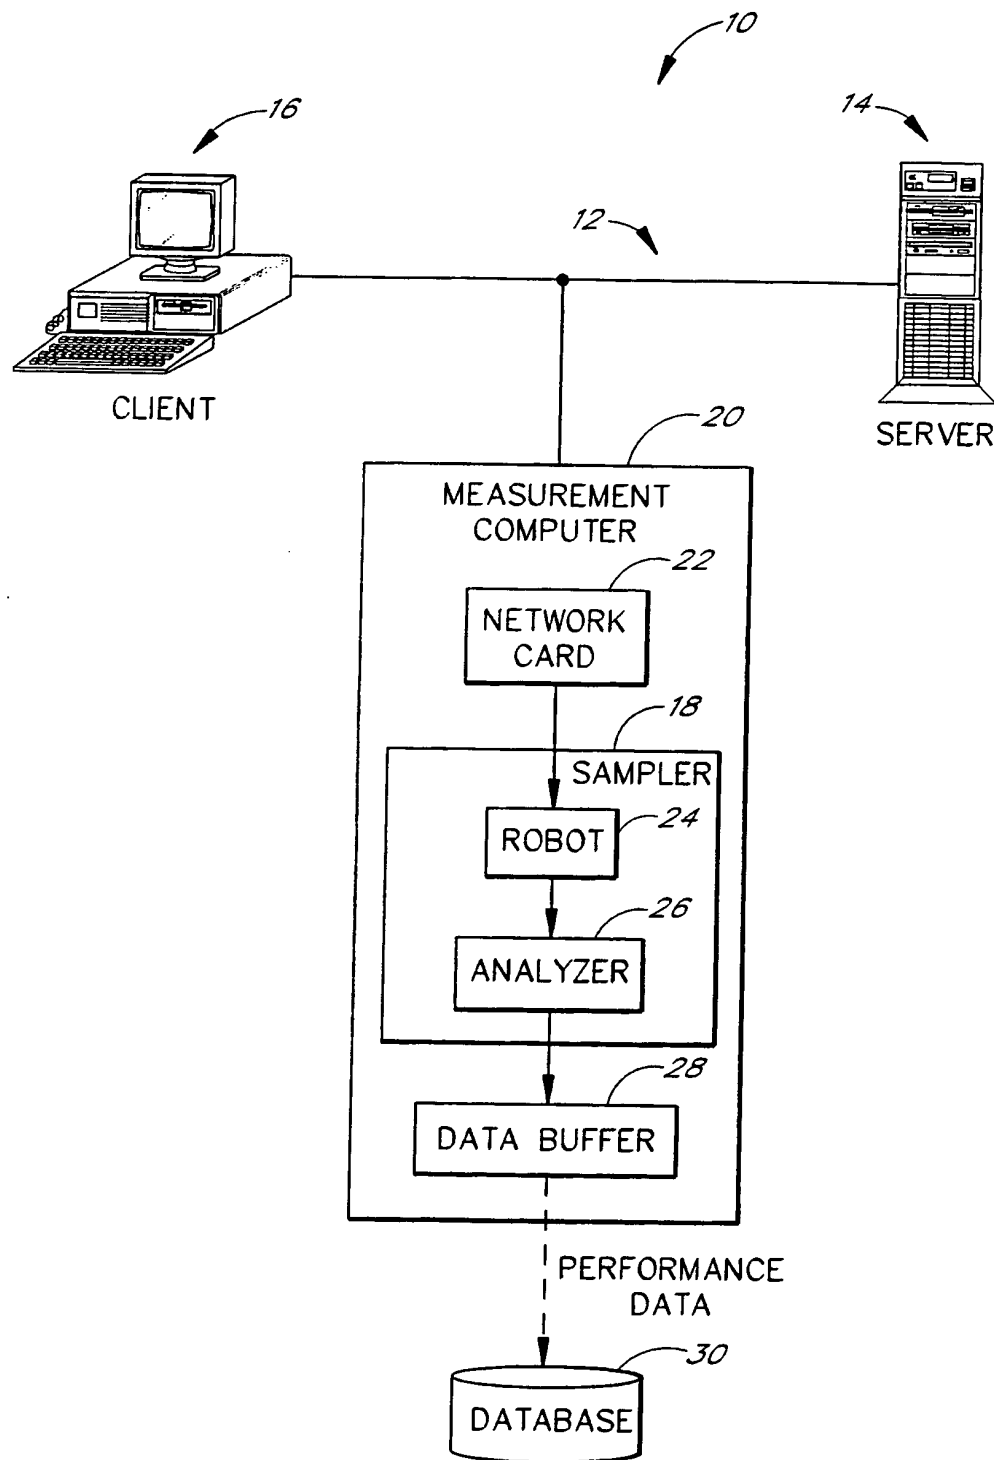 10
16
14
12
CLIENT
SERVER
20
MEASUREMENT
COMPUTER
22
NETWORK
CARD
18
SAMPLER
ROBOT
24
26
ANALYZER
28
DATA BUFFER
PERFORMANCE
DATA
30
DATABASE